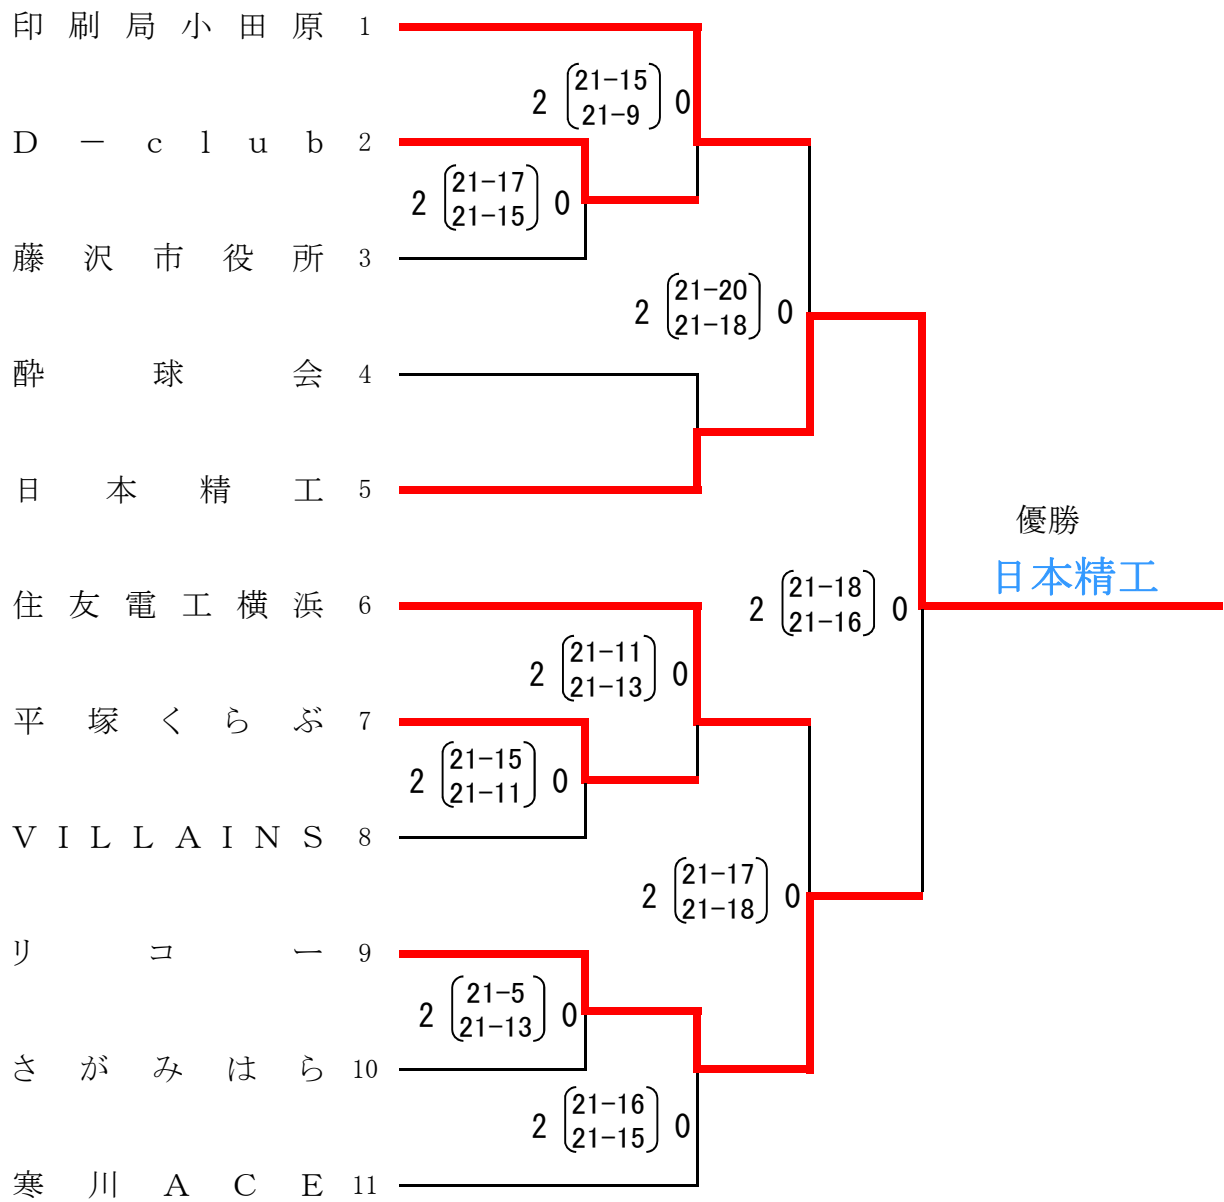 印刷局小田原 1
2 21-15 0
21-9
D－club 2
2 21-17 0
21-15
藤沢市役所 3
2 21-20 0
21-18
酔球会 4
日本精工 5
優勝
日本精工
住友電工横浜 6
2 21-18 0
21-16
2 21-11 0
21-13
平塚くらぶ 7
2 21-15 0
21-11
VILLAINS 8
2 21-17 0
21-18
リコー 9
2 21-5 0
21-13
さがみはら 10
2 21-16 0
21-15
寒川ACE 11